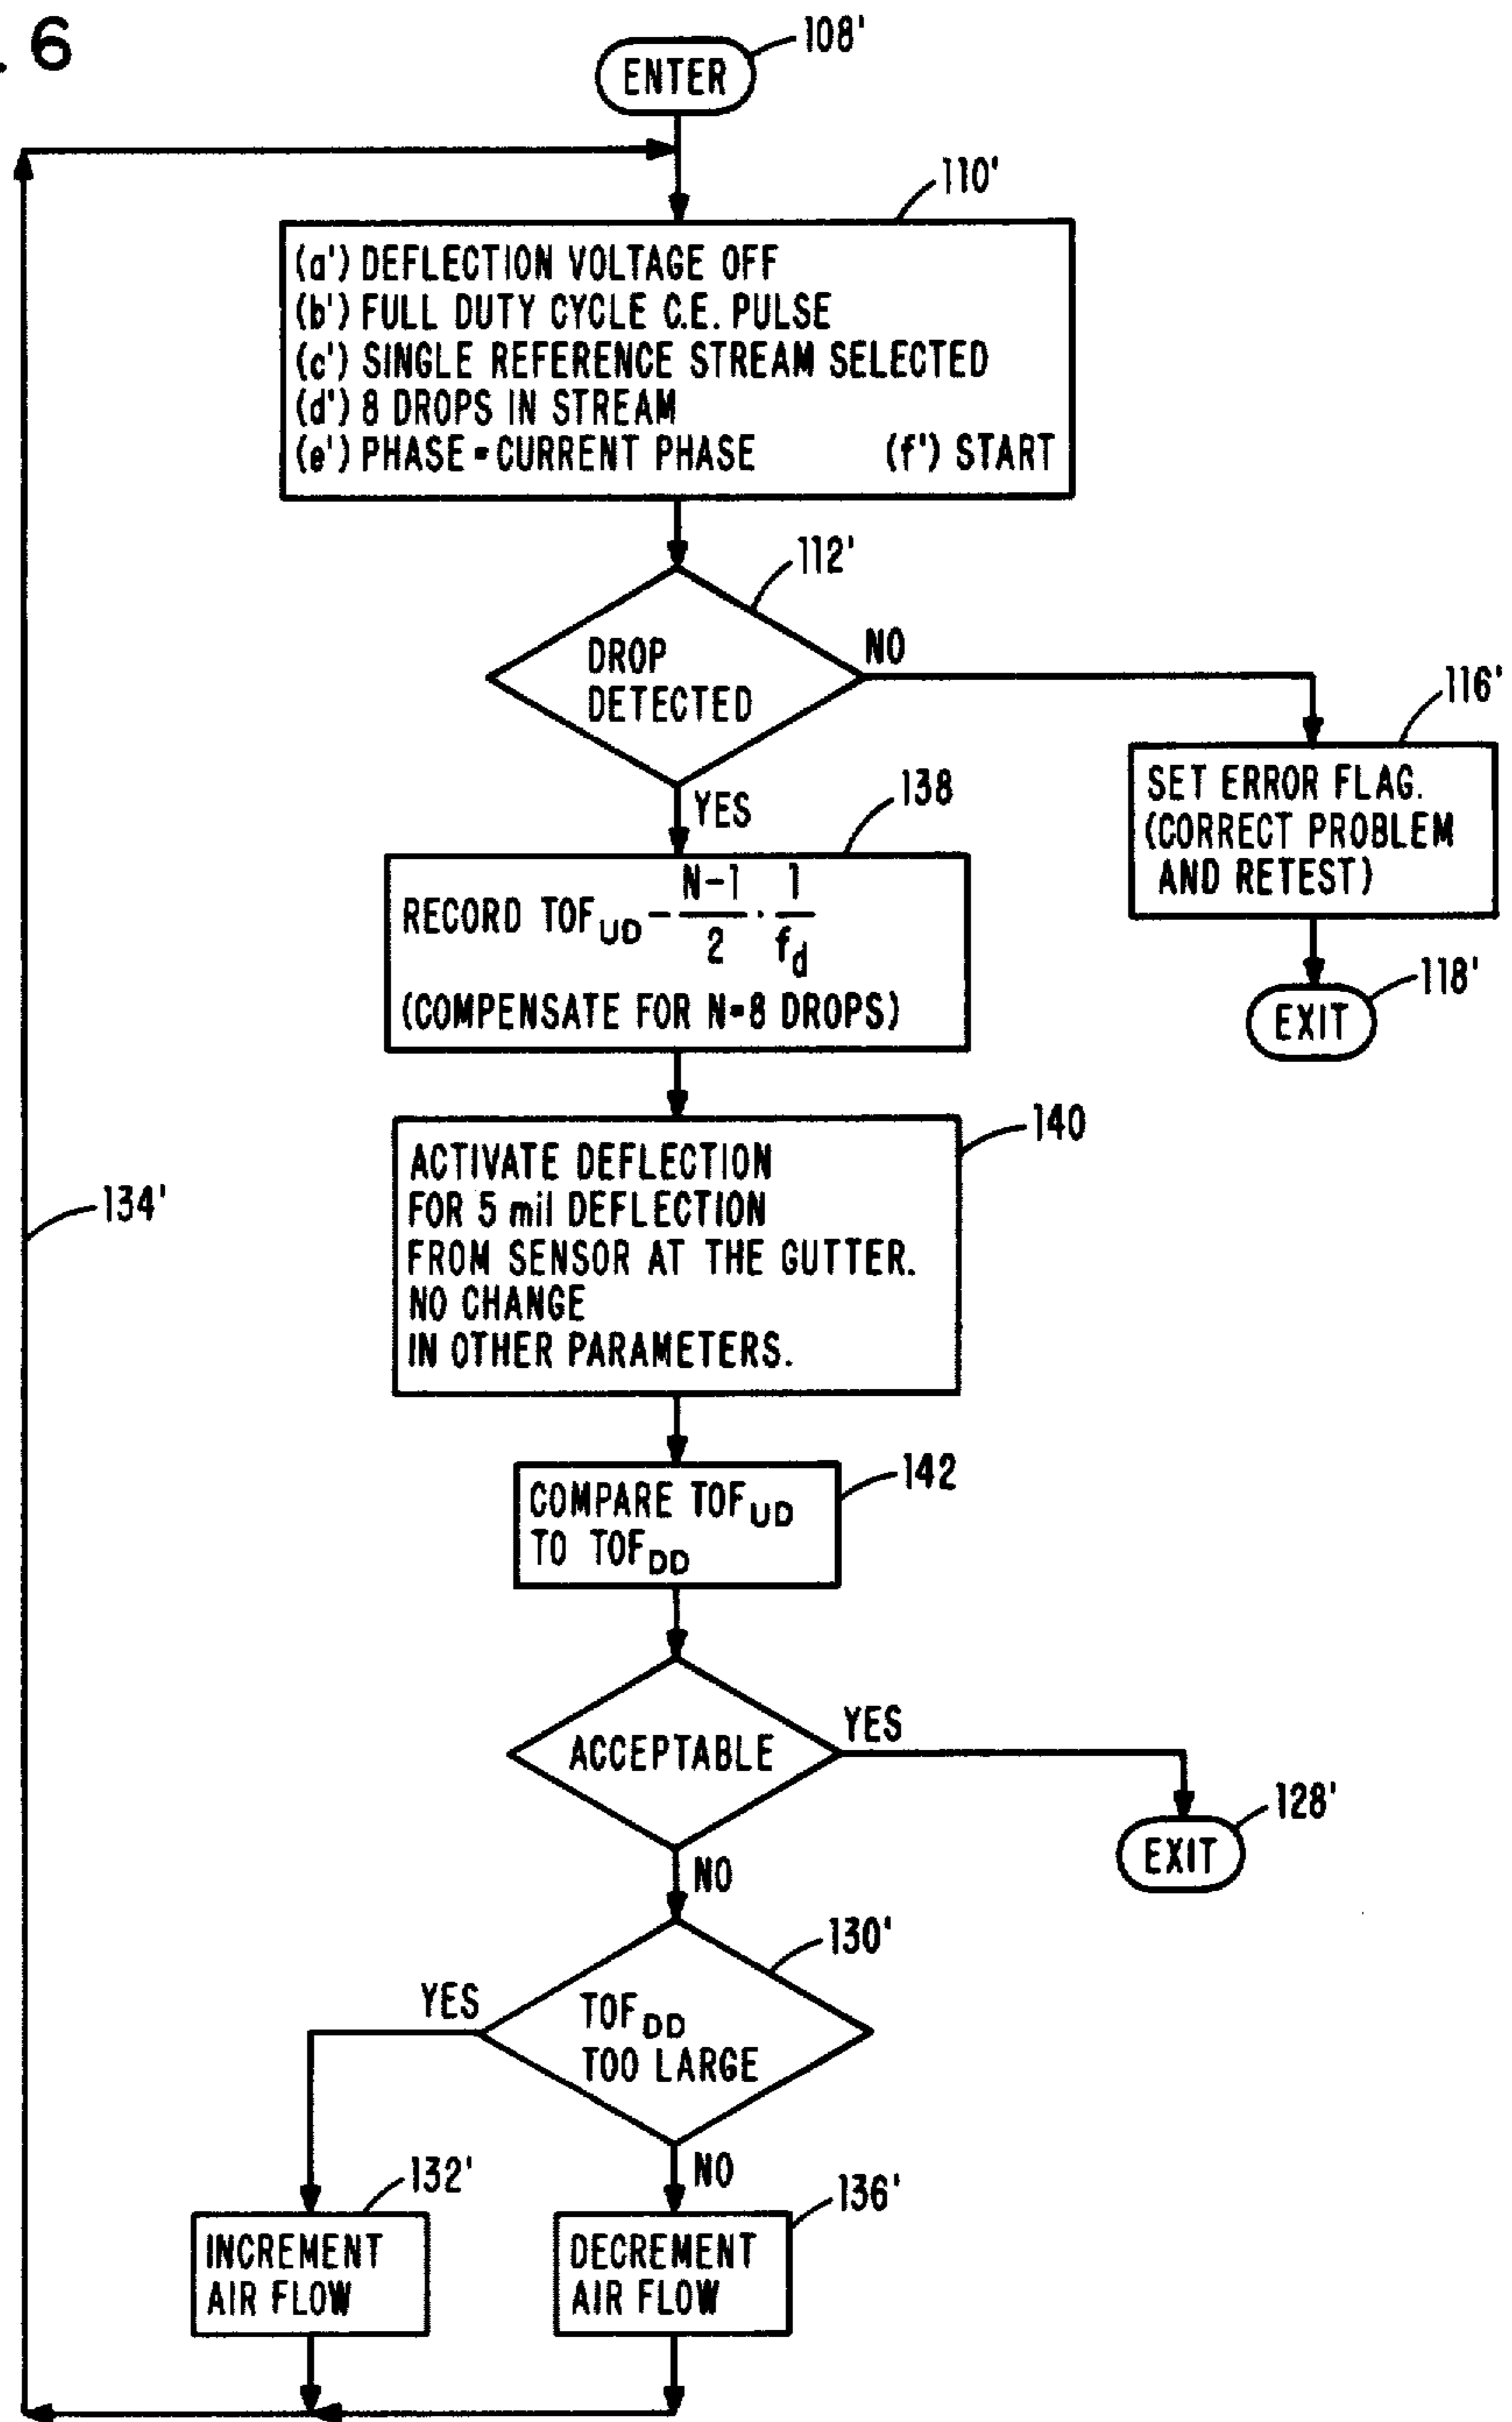 . 6
ENTER
108'
110'
(a') DEFLECTION VOLTAGE OFF
(b') FULL DUTY CYCLE C.E. PULSE
(c') SINGLE REFERENCE STREAM SELECTED
(d') 8 DROPS IN STREAM
(e') PHASE = CURRENT PHASE (f') START
112'
DROP
DETECTED
NO
YES
116'
SET ERROR FLAG.
(CORRECT PROBLEM
AND RETEST)
118'
EXIT
138
RECORD TOF_UD - N-1/2 · 1/f_d
(COMPENSATE FOR N=8 DROPS)
140
ACTIVATE DEFLECTION
FOR 5 mil DEFLECTION
FROM SENSOR AT THE GUTTER.
NO CHANGE
IN OTHER PARAMETERS.
134'
142
COMPARE TOF_UD
TO TOF_DD
ACCEPTABLE
YES
128'
EXIT
NO
130'
YES
TOF_DD
TOO LARGE
NO
132'
INCREMENT
AIR FLOW
136'
DECREMENT
AIR FLOW